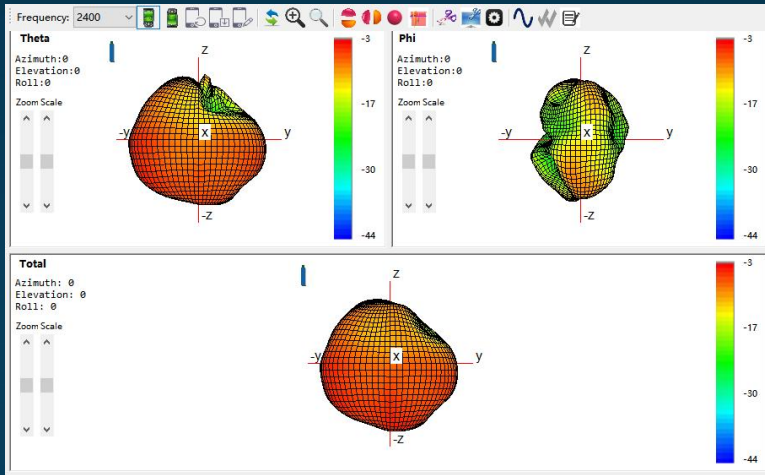 Frequency: 2400
Theta
Azimuth:0
Elevation:0
Roll:0
Zoom Scale
Z
-y
X
y
-Z
-3
-17
-30
-44
Phi
Azimuth:0
Elevation:0
Roll:0
Zoom Scale
Z
-y
X
y
-Z
-3
-17
-30
-44
Total
Azimuth: 0
Elevation: 0
Roll: 0
Zoom Scale
Z
-y
X
y
-Z
-3
-17
-30
-44